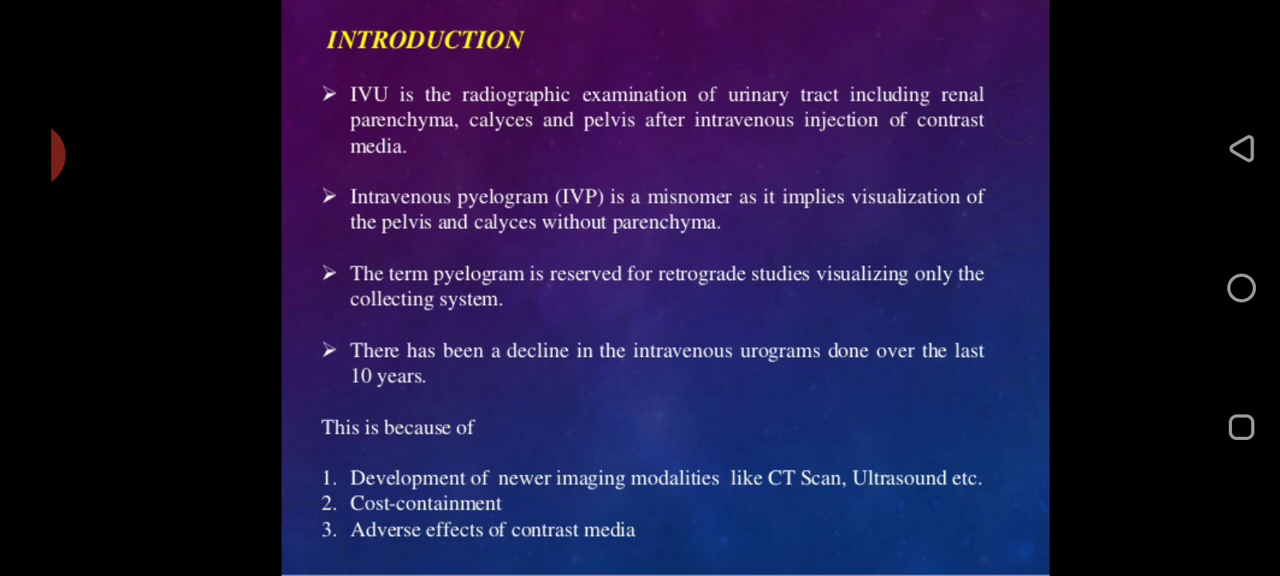 INTRODUCTION
➢ IVU is the radiographic examination of urinary tract including renal
parenchyma, calyces and pelvis after intravenous injection of contrast
media.
➢ Intravenous pyelogram (IVP) is a misnomer as it implies visualization of
the pelvis and calyces without parenchyma.
➢ The term pyelogram is reserved for retrograde studies visualizing only the
collecting system.
➢ There has been a decline in the intravenous urograms done over the last
10 years.
This is because of
1. Development of newer imaging modalities like CT Scan, Ultrasound etc.
2. Cost-containment
3. Adverse effects of contrast media